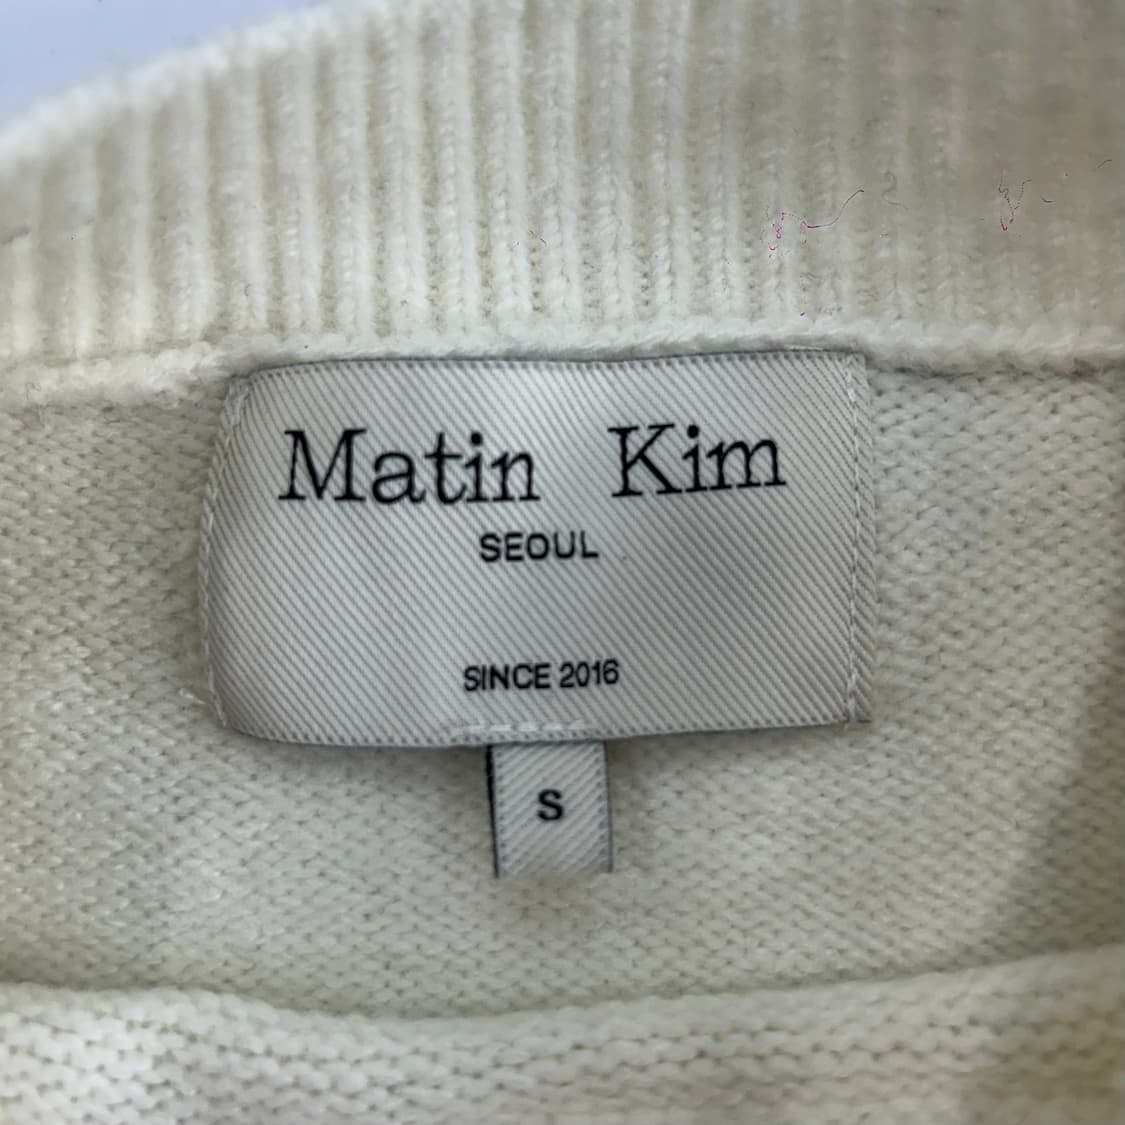 Matin Kim
SEOUL
SINCE 2016
S